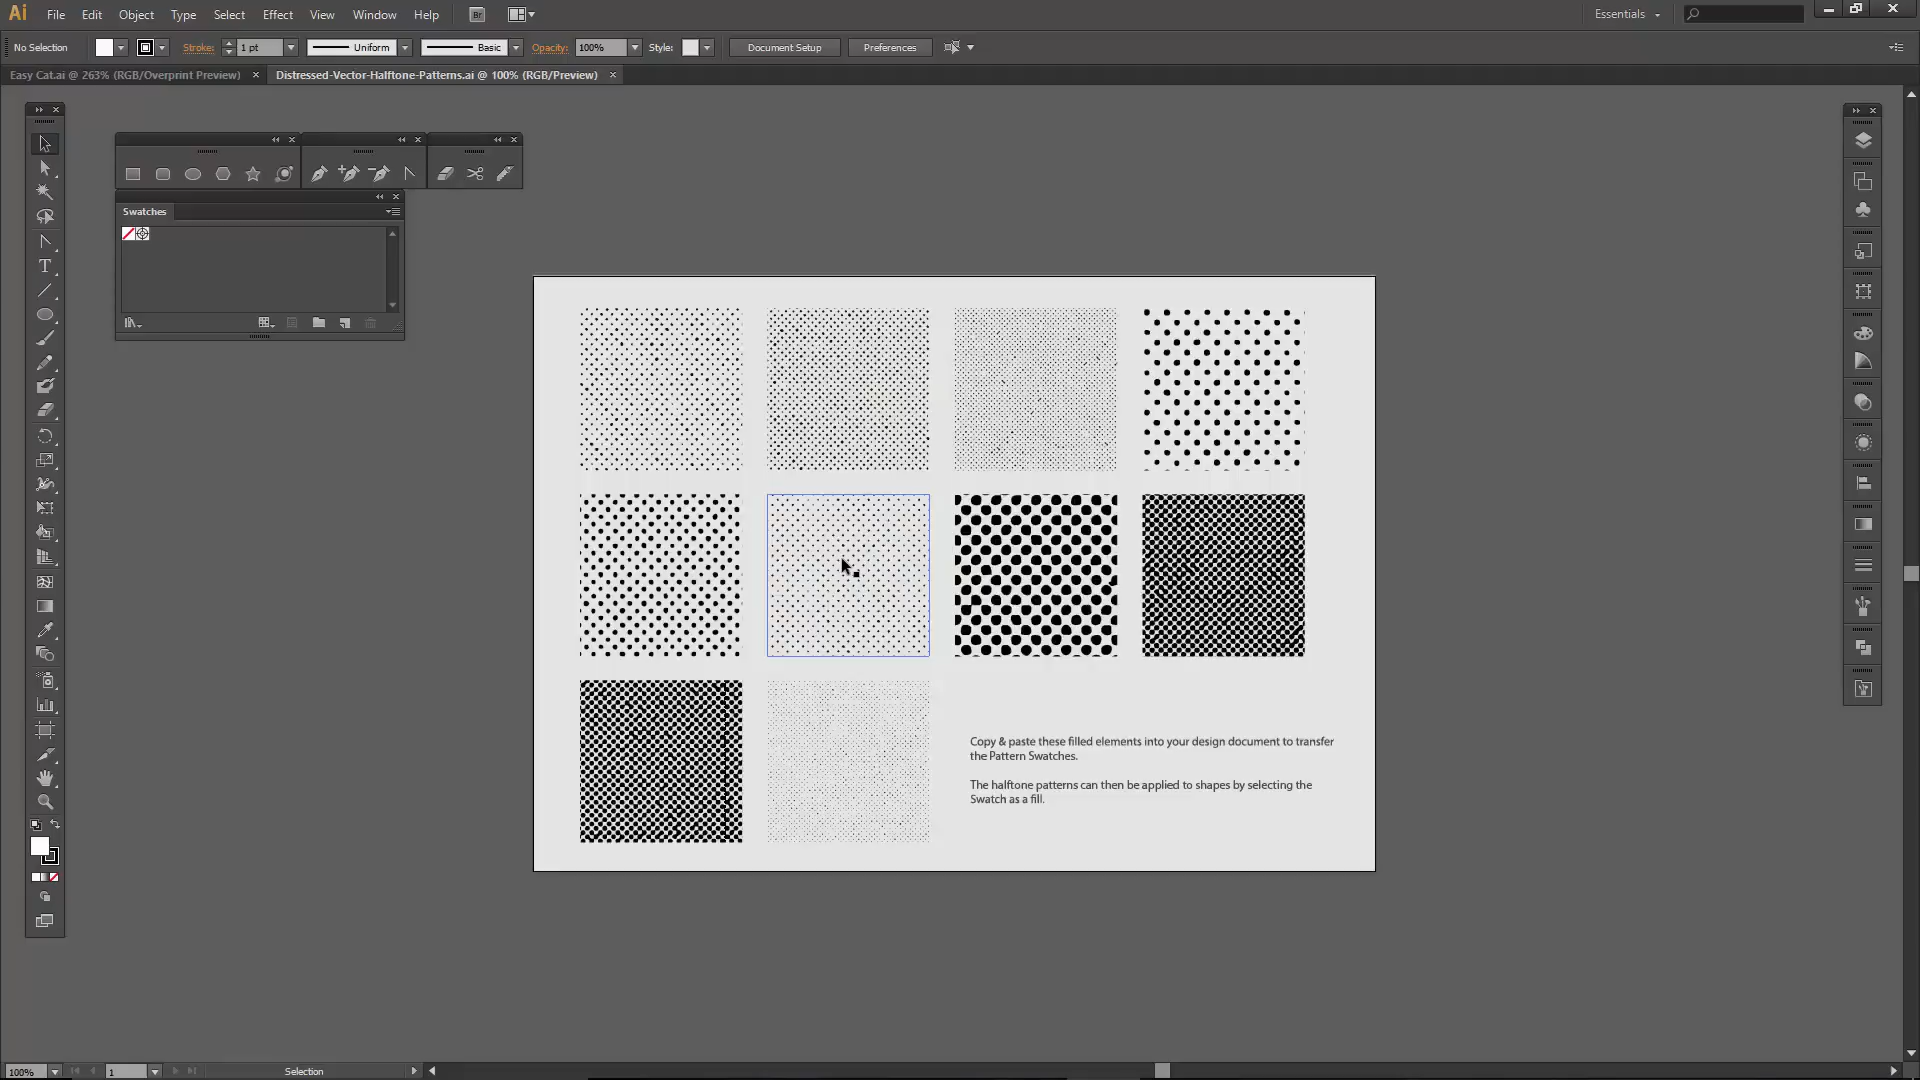 Ai File Edit Object Type Select Effect View Window Help Br Essentials
No Selection Stroke: 1 pt Uniform Basic Opacity: 100% Style: Document Setup Preferences
Easy Cat.ai @ 263% (RGB/Overprint Preview) Distressed-Vector-Halftone-Patterns.ai @ 100% (RGB/Preview)
Swatches
Copy & paste these filled elements into your design document to transfer
the Pattern Swatches.
The halftone patterns can then be applied to shapes by selecting the
Swatch as a fill.
100% 1 Selection